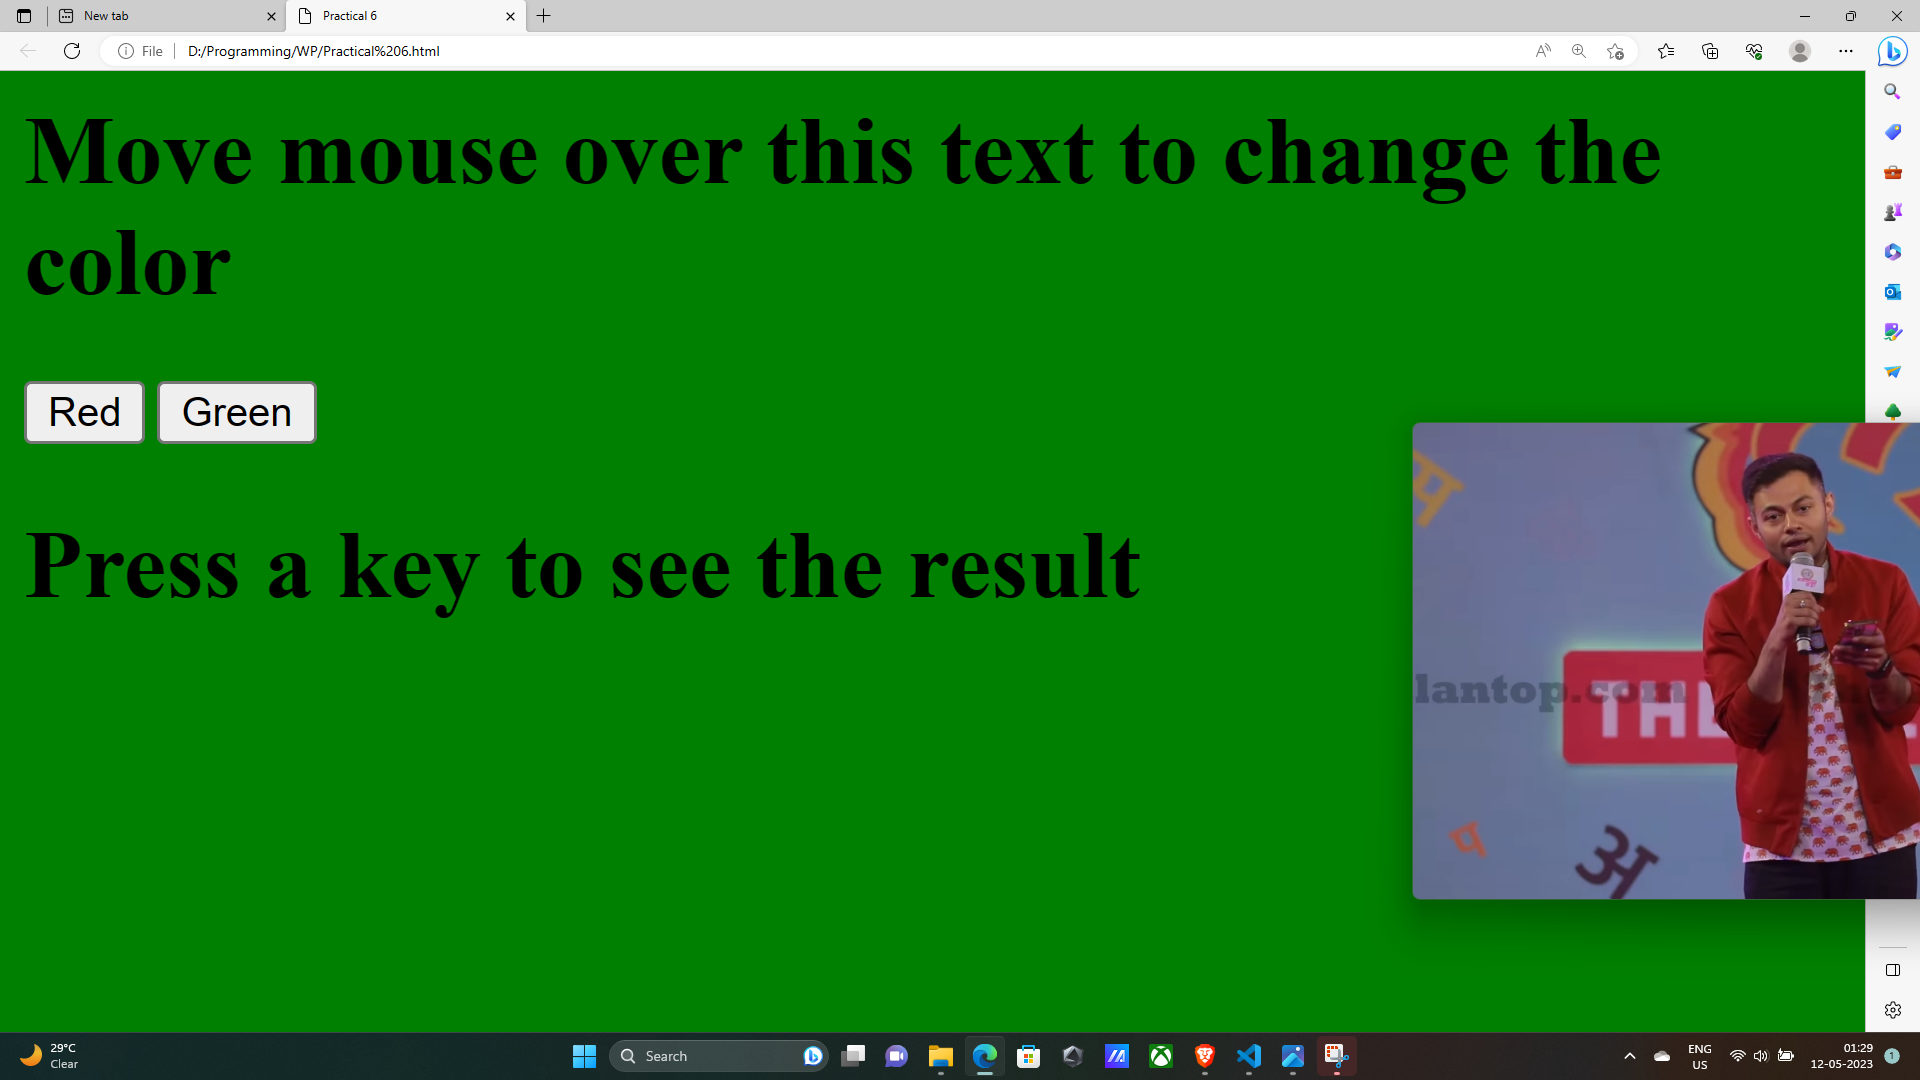 New tab
Practical 6
File
D:/Programming/WP/Practical%206.html
Move mouse over this text to change the
color
Red Green
Press a key to see the result
lantop.com
TH
म
प
अ
29°C
Clear
Search
ENG
US
01:29
12-05-2023
1